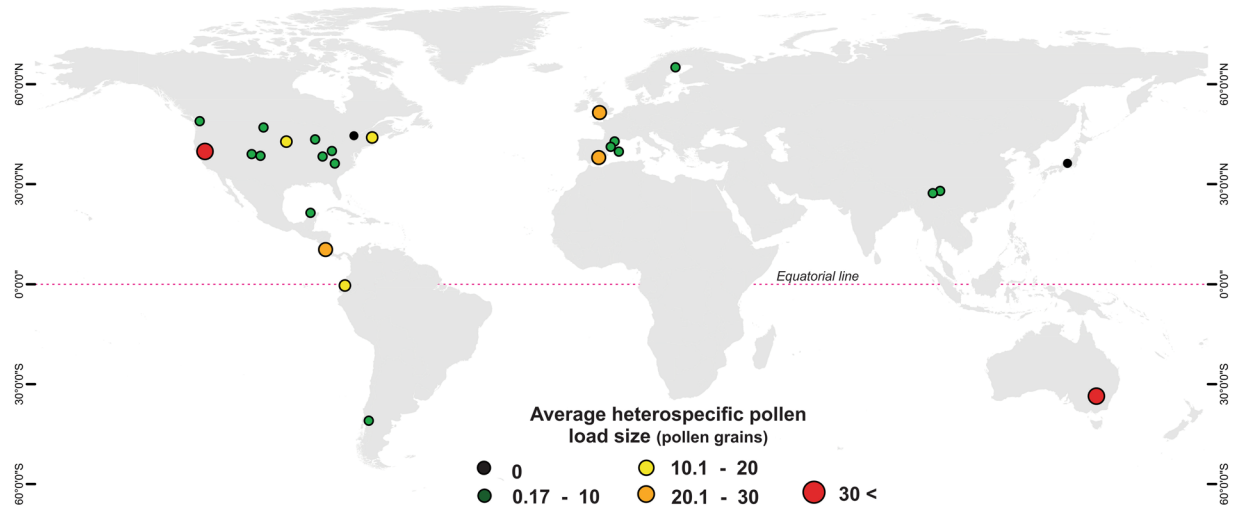 60°0'0"N
60°0'0"N
30°0'0"N
30°0'0"N
0°0'0"
Equatorial line
0°0'0"
30°0'0"S
30°0'0"S
Average heterospecific pollen
load size (pollen grains)
0
10.1 - 20
0.17 - 10
20.1 - 30
30 <
60°0'0"S
60°0'0"S